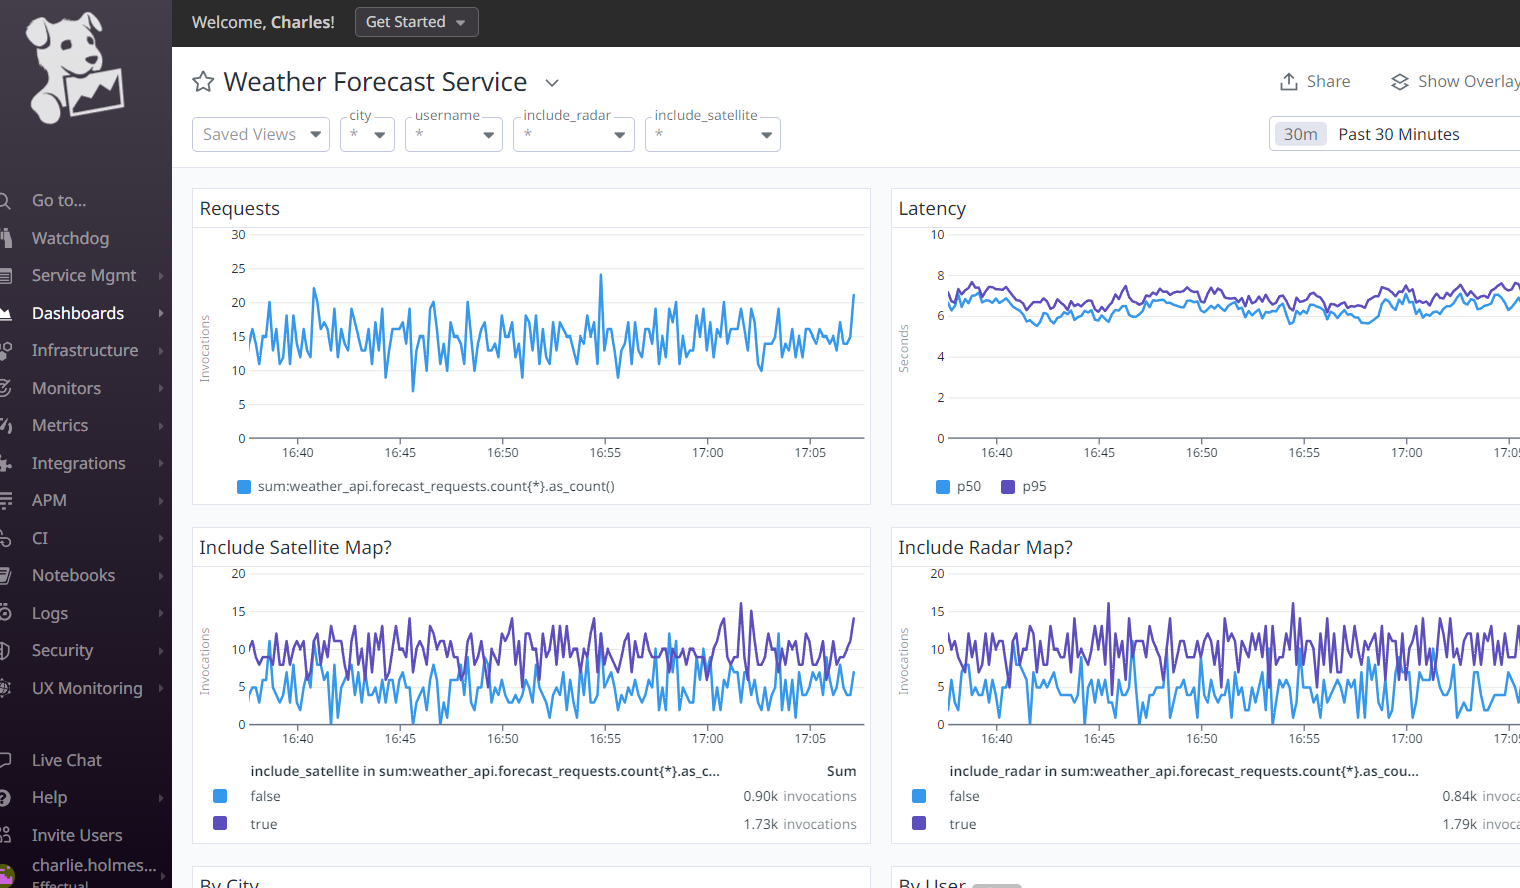 Welcome, Charles!
Get Started
Weather Forecast Service
Share
Show Overlay
Saved Views
city
*
username
*
include_radar
*
include_satellite
*
30m
Past 30 Minutes
Go to...
Watchdog
Service Mgmt
Dashboards
Infrastructure
Monitors
Metrics
Integrations
APM
CI
Notebooks
Logs
Security
UX Monitoring
Live Chat
Help
Invite Users
charlie.holmes...
Effectual
Requests
30
25
20
15
10
5
0
Invocations
16:40
16:45
16:50
16:55
17:00
17:05
sum:weather_api.forecast_requests.count{*}.as_count()
Latency
10
8
6
4
2
0
Seconds
16:40
16:45
16:50
16:55
17:00
17:05
p50
p95
Include Satellite Map?
20
15
10
5
0
Invocations
16:40
16:45
16:50
16:55
17:00
17:05
include_satellite in sum:weather_api.forecast_requests.count{*}.as_c...
Sum
false
0.90k invocations
true
1.73k invocations
Include Radar Map?
20
15
10
5
0
Invocations
16:40
16:45
16:50
16:55
17:00
17:05
include_radar in sum:weather_api.forecast_requests.count{*}.as_cou...
false
0.84k invoca
true
1.79k invoca
By City
By User